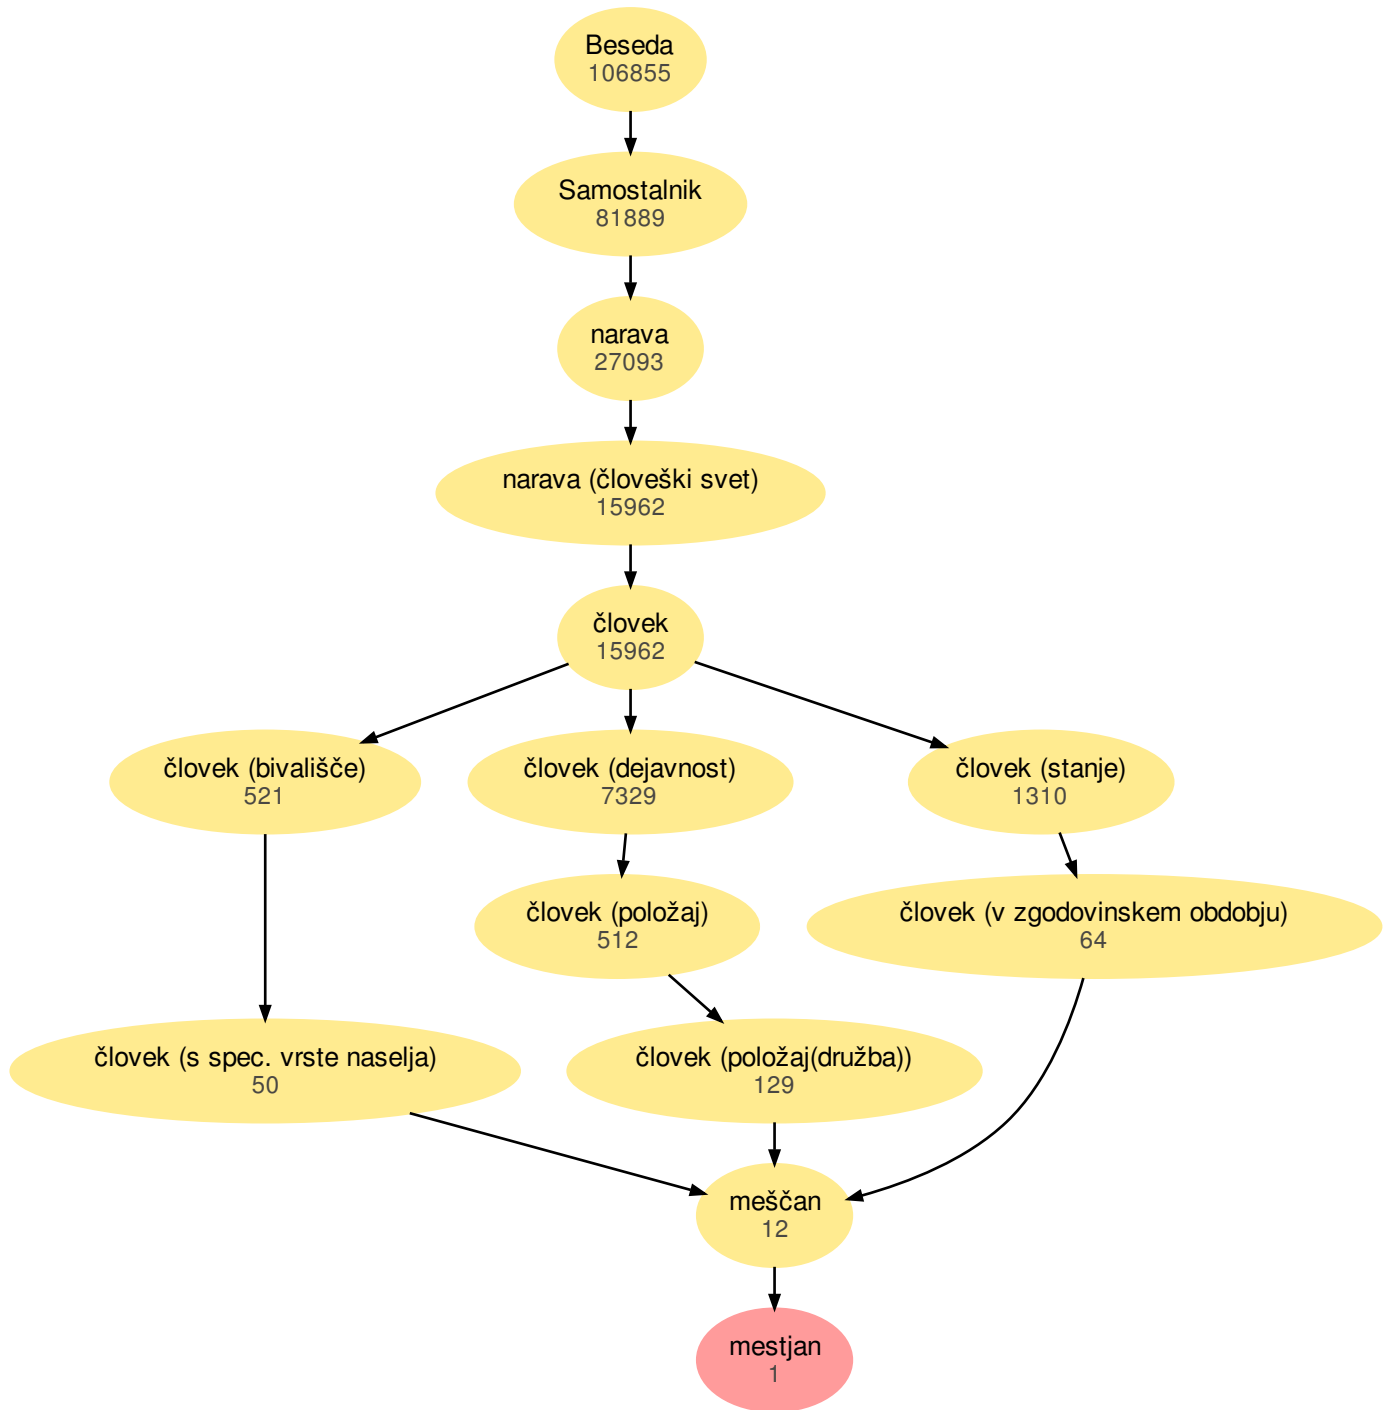 Beseda
106855
Samostalnik
81889
narava
27093
narava (človeški svet)
15962
človek
15962
človek (bivališče)
521
človek (dejavnost)
7329
človek (stanje)
1310
človek (položaj)
512
človek (v zgodovinskem obdobju)
64
človek (s spec. vrste naselja)
50
človek (položaj(družba))
129
meščan
12
mestjan
1